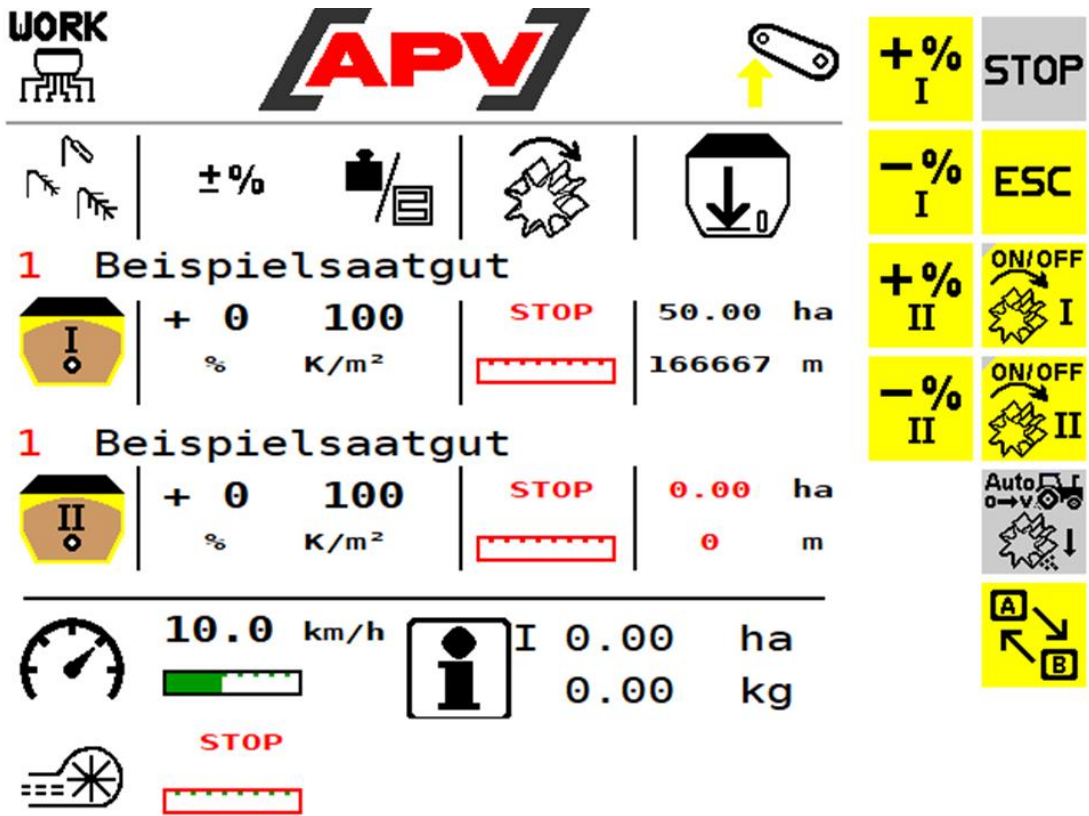 WORK
[APV]
+%
I
STOP
±%
-%
I
ESC
1 Beispielsaatgut
I
+ 0 100 STOP 50.00 ha
% K/m² 166667 m
+%
II
ON/OFF
I
1 Beispielsaatgut
II
+ 0 100 STOP 0.00 ha
% K/m² 0 m
-%
II
ON/OFF
II
Auto
0→v
10.0 km/h
i
I 0.00 ha
0.00 kg
A
B
STOP